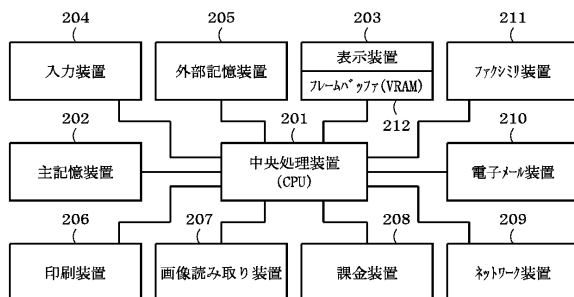 204
205
203
211
入力装置
外部記憶装置
表示装置
ﾌﾚｰﾑﾊﾞｯﾌｧ(VRAM)
ﾌｧｸｼﾐﾘ装置
212
202
201
210
主記憶装置
中央処理装置
(CPU)
電子ﾒｰﾙ装置
206
207
208
209
印刷装置
画像読み取り装置
課金装置
ﾈｯﾄﾜｰｸ装置